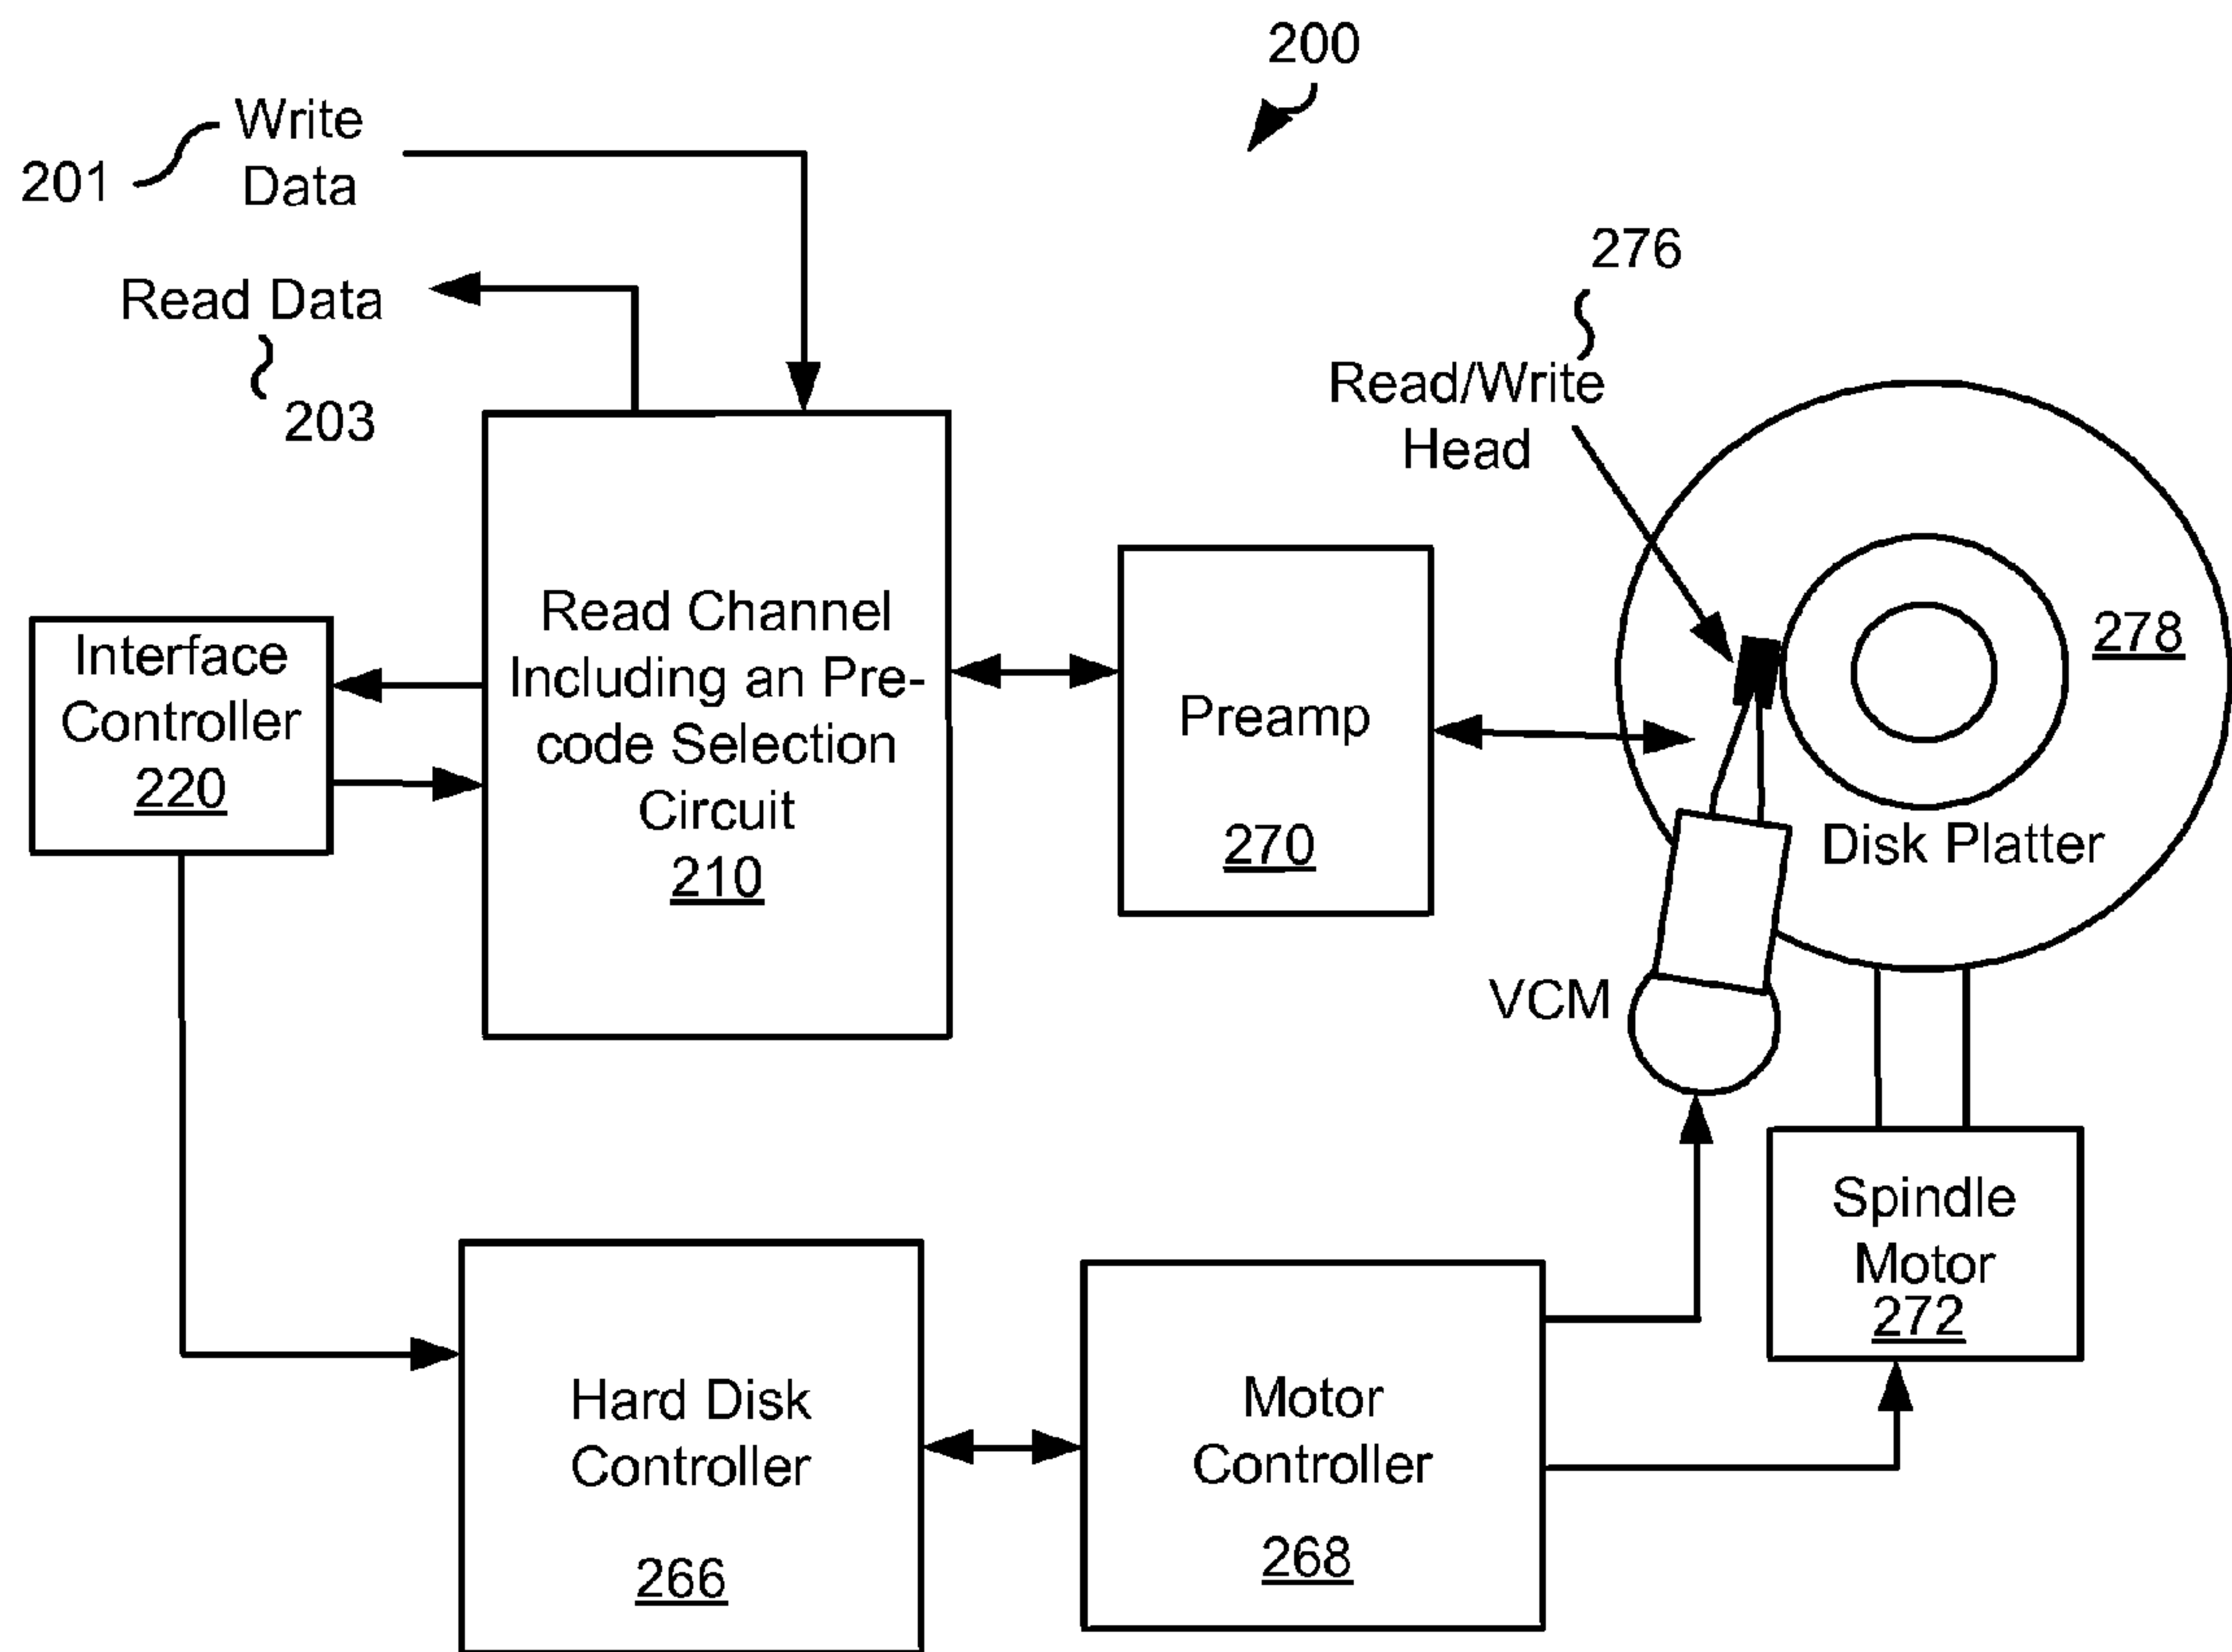 200
Write
Data
201
Read Data
203
276
Read/Write
Head
278
Disk Platter
Interface
Controller
220
Read Channel
Including an Pre-
code Selection
Circuit
210
Preamp
270
VCM
Spindle
Motor
272
Hard Disk
Controller
266
Motor
Controller
268